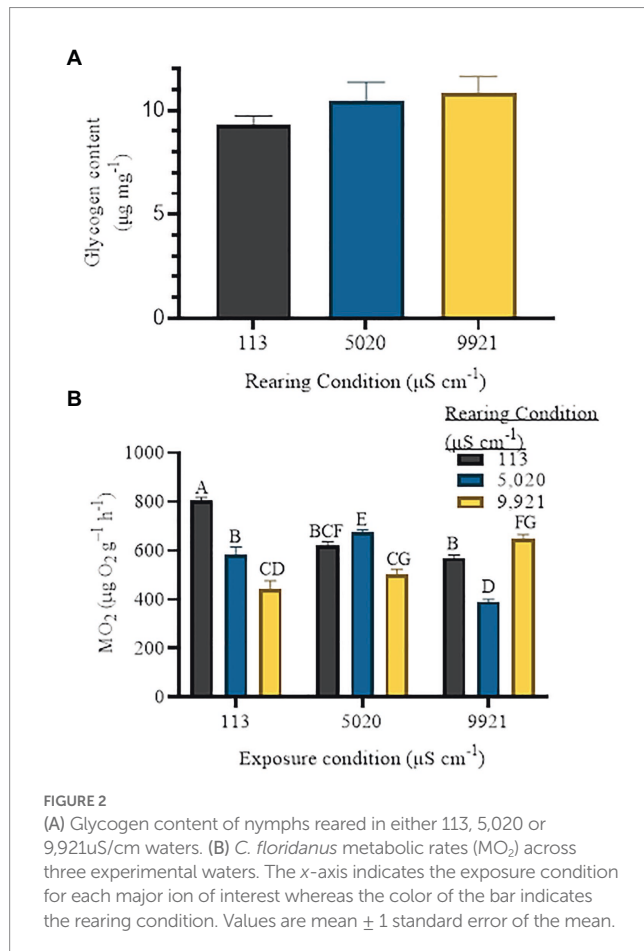 A
Glycogen content
(µg mg⁻¹)
10
5
0
113 5020 9921
Rearing Condition (µS cm⁻¹)
B
Rearing Condition
(µS cm⁻¹)
113
5,020
9,921
MO₂ (µg O₂ g⁻¹ h⁻¹)
1000
800
600
400
200
0
A B CD BCF E CG B D FG
113 5020 9921
Exposure condition (µS cm⁻¹)
FIGURE 2
(A) Glycogen content of nymphs reared in either 113, 5,020 or
9,921uS/cm waters. (B) C. floridanus metabolic rates (MO₂) across
three experimental waters. The x-axis indicates the exposure condition
for each major ion of interest whereas the color of the bar indicates
the rearing condition. Values are mean ± 1 standard error of the mean.